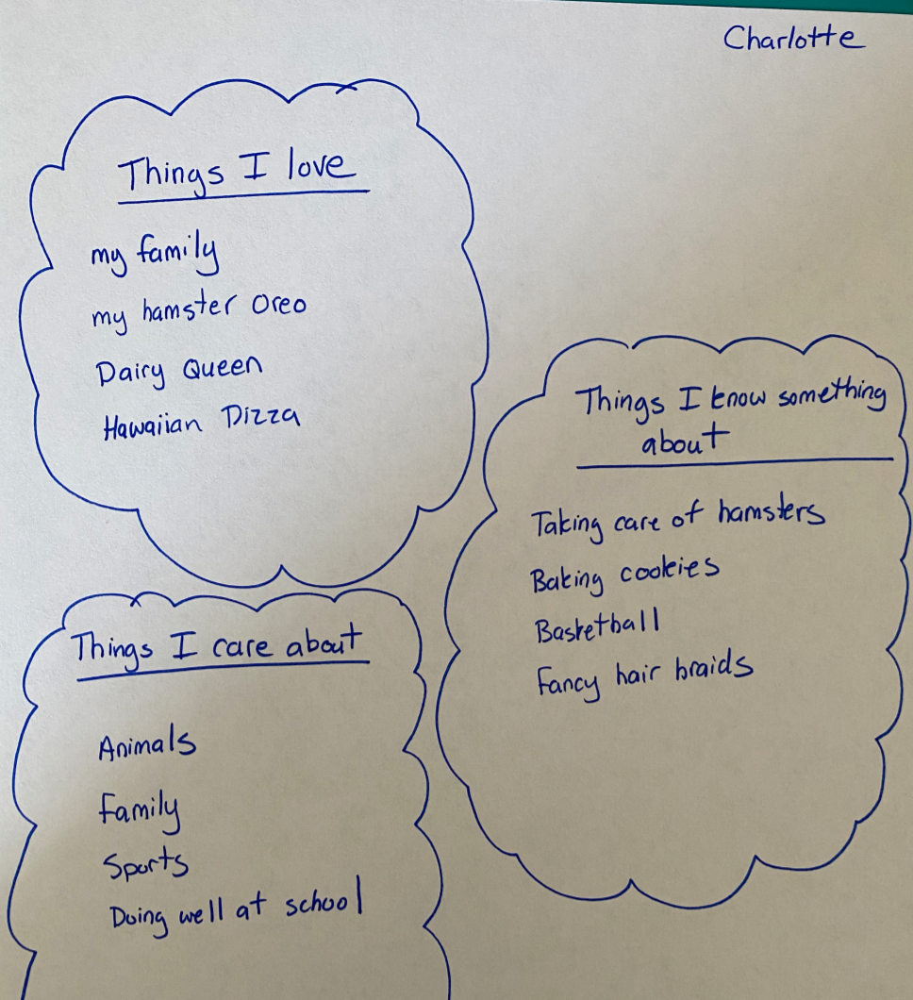 Charlotte
Things I love
my family
my hamster Oreo
Dairy Queen
Hawaiian Pizza
Things I know something
about
Taking care of hamsters
Baking cookies
Basketball
Fancy hair braids
Things I care about
Animals
Family
Sports
Doing well at school